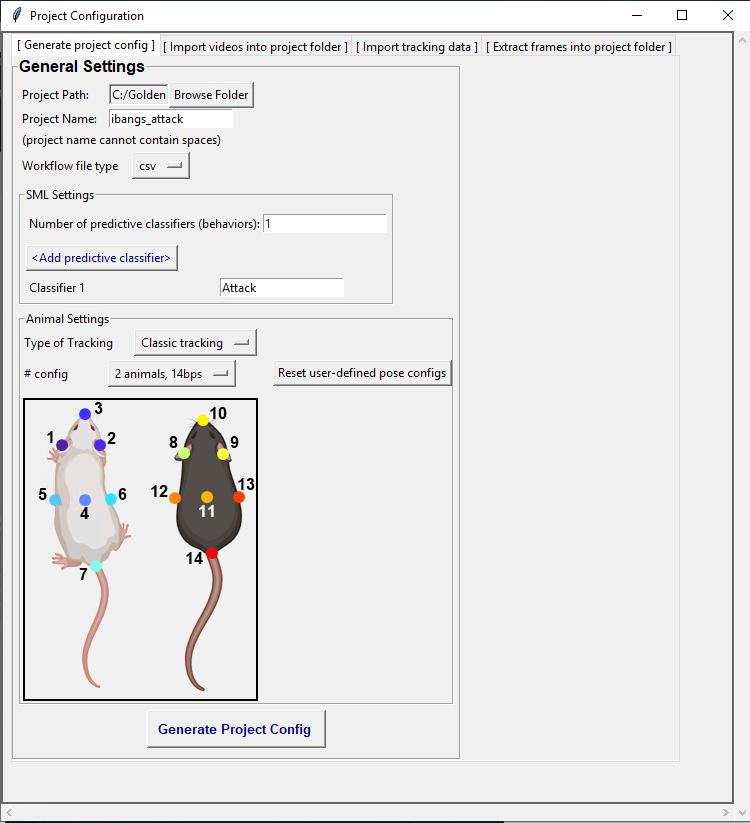 Project Configuration
[ Generate project config ] [ Import videos into project folder ] [ Import tracking data ] [ Extract frames into project folder ]
General Settings
Project Path: C:/Golden Browse Folder
Project Name: ibangs_attack
(project name cannot contain spaces)
Workflow file type csv
SML Settings
Number of predictive classifiers (behaviors): 1
<Add predictive classifier>
Classifier 1 Attack
Animal Settings
Type of Tracking Classic tracking
# config 2 animals, 14bps Reset user-defined pose configs
3 10
1 2 8 9
5 6 12 13
4 11
7 14
Generate Project Config